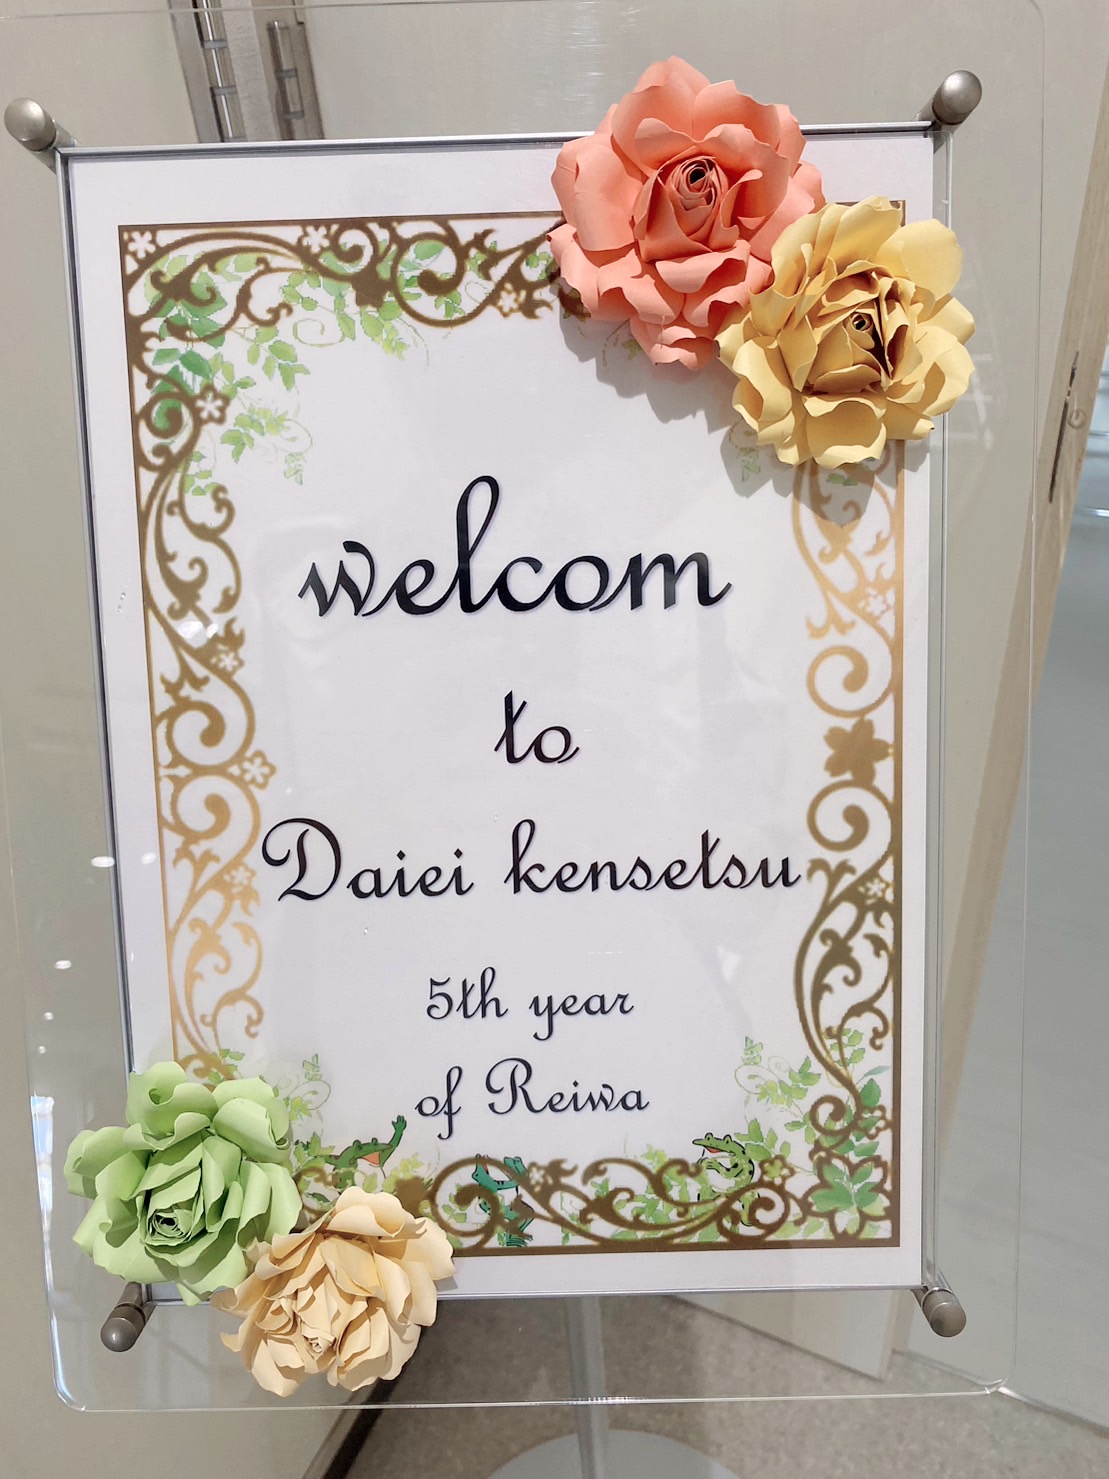 welcom
to
Daiei kensetsu
5th year
of Reiwa